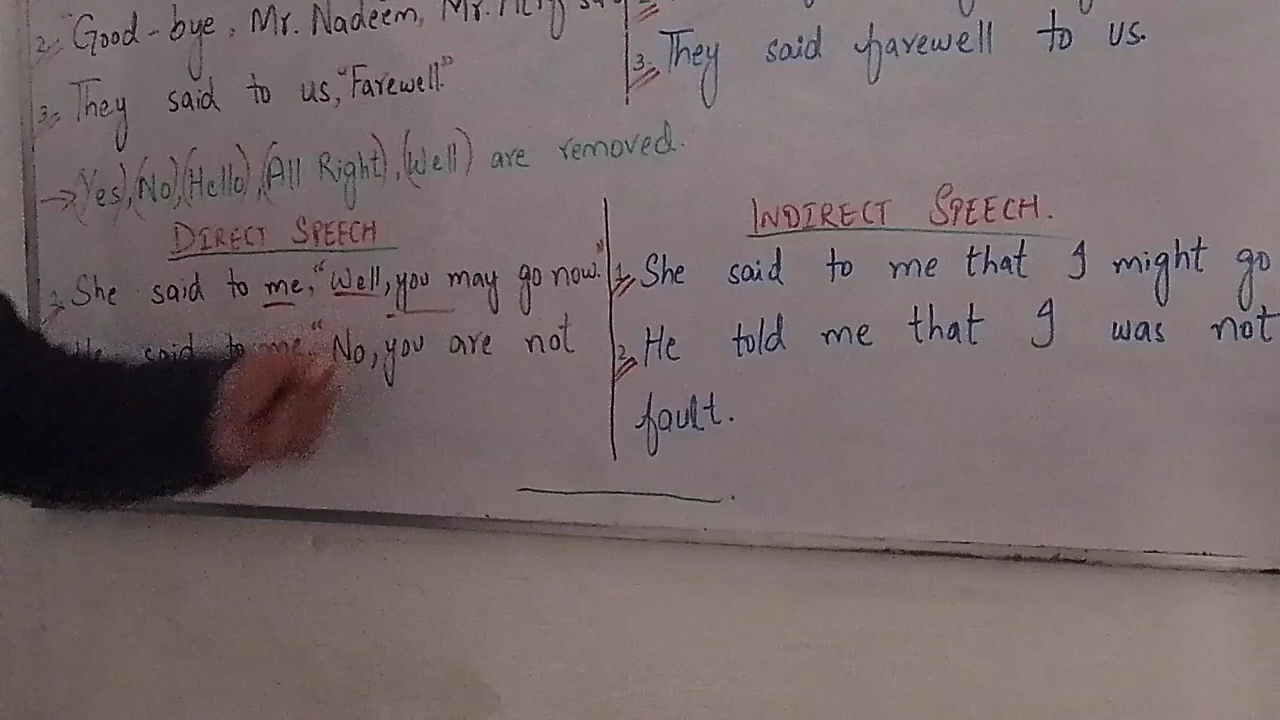 2. "Good-bye, Mr. Nadeem, Mr.
3. They said to us, "Farewell."
3. They said farewell to us.
→ (Yes), (No), (Hello), (All Right), (Well) are removed.
DIRECT SPEECH
She said to me, "Well, you may go now."
He said to me, "No, you are not
INDIRECT SPEECH.
1. She said to me that I might go
2. He told me that I was not
fault.